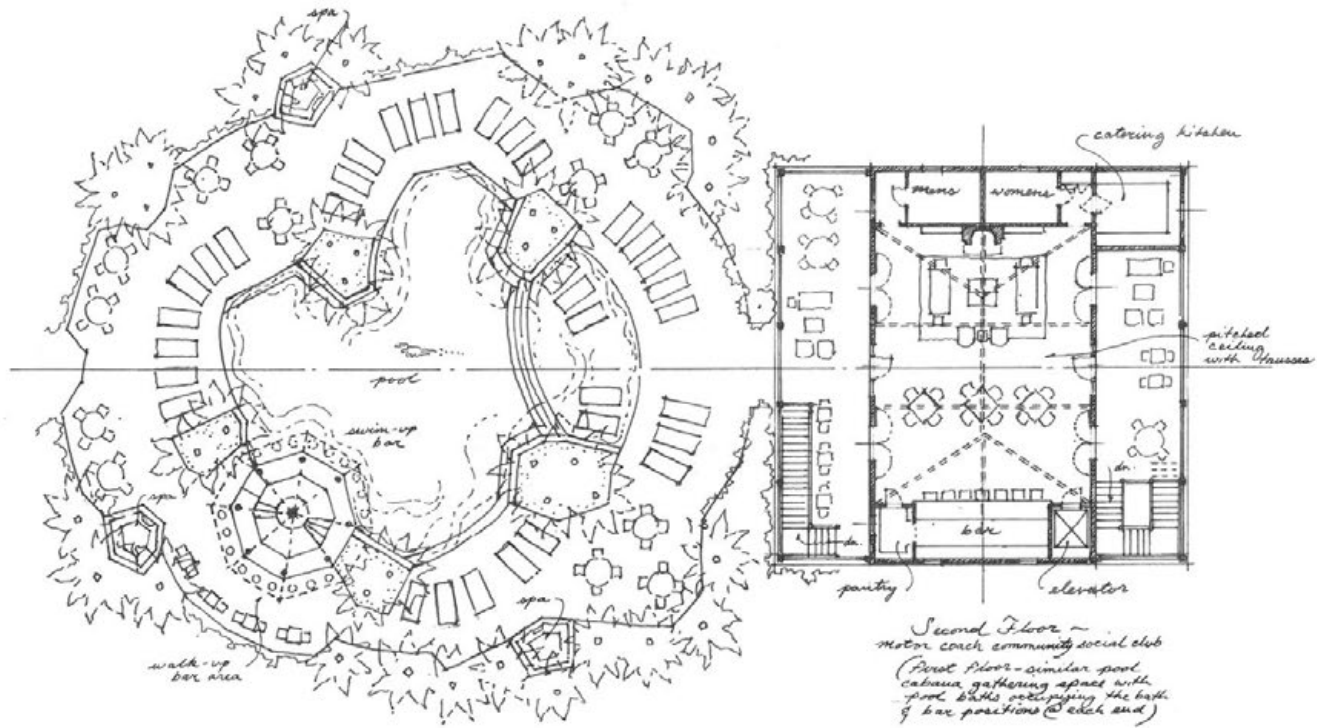 spa
catering kitchen
mens
womens
pitched
ceiling
with trusses
pool
swim-up
bar
spa
dn.
dn.
bar
pantry
elevator
spa
walk-up
bar area
Second Floor ~
motor coach community social club
(First Floor - similar pool
cabana gathering space with
pool baths occupying the bath
& bar positions @ each end)